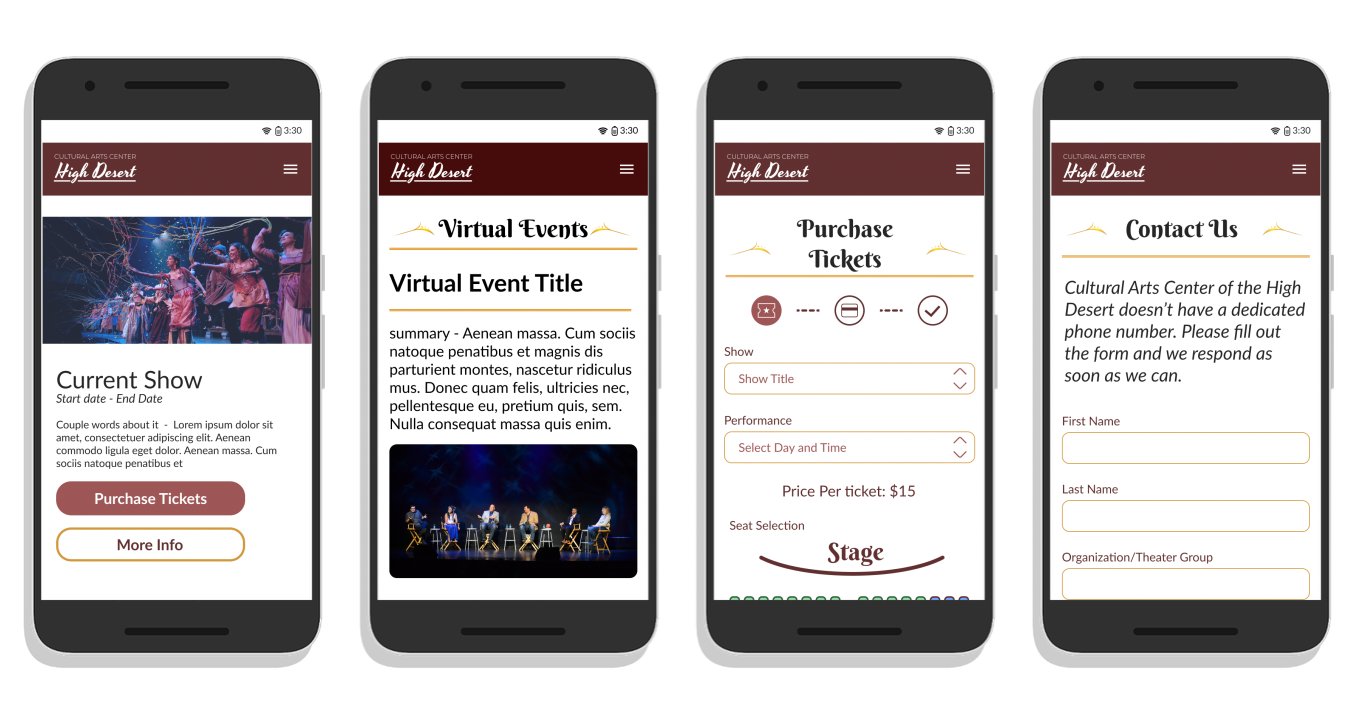 3:30
CULTURAL ARTS CENTER
High Desert
Current Show
Start date - End Date
Couple words about it - Lorem ipsum dolor sit
amet, consectetuer adipiscing elit. Aenean
commodo ligula eget dolor. Aenean massa. Cum
sociis natoque penatibus et
Purchase Tickets
More Info
3:30
CULTURAL ARTS CENTER
High Desert
Virtual Events
Virtual Event Title
summary - Aenean massa. Cum sociis
natoque penatibus et magnis dis
parturient montes, nascetur ridiculus
mus. Donec quam felis, ultricies nec,
pellentesque eu, pretium quis, sem.
Nulla consequat massa quis enim.
3:30
CULTURAL ARTS CENTER
High Desert
Purchase
Tickets
Show
Show Title
Performance
Select Day and Time
Price Per ticket: $15
Seat Selection
Stage
3:30
CULTURAL ARTS CENTER
High Desert
Contact Us
Cultural Arts Center of the High
Desert doesn't have a dedicated
phone number. Please fill out
the form and we respond as
soon as we can.
First Name
Last Name
Organization/Theater Group